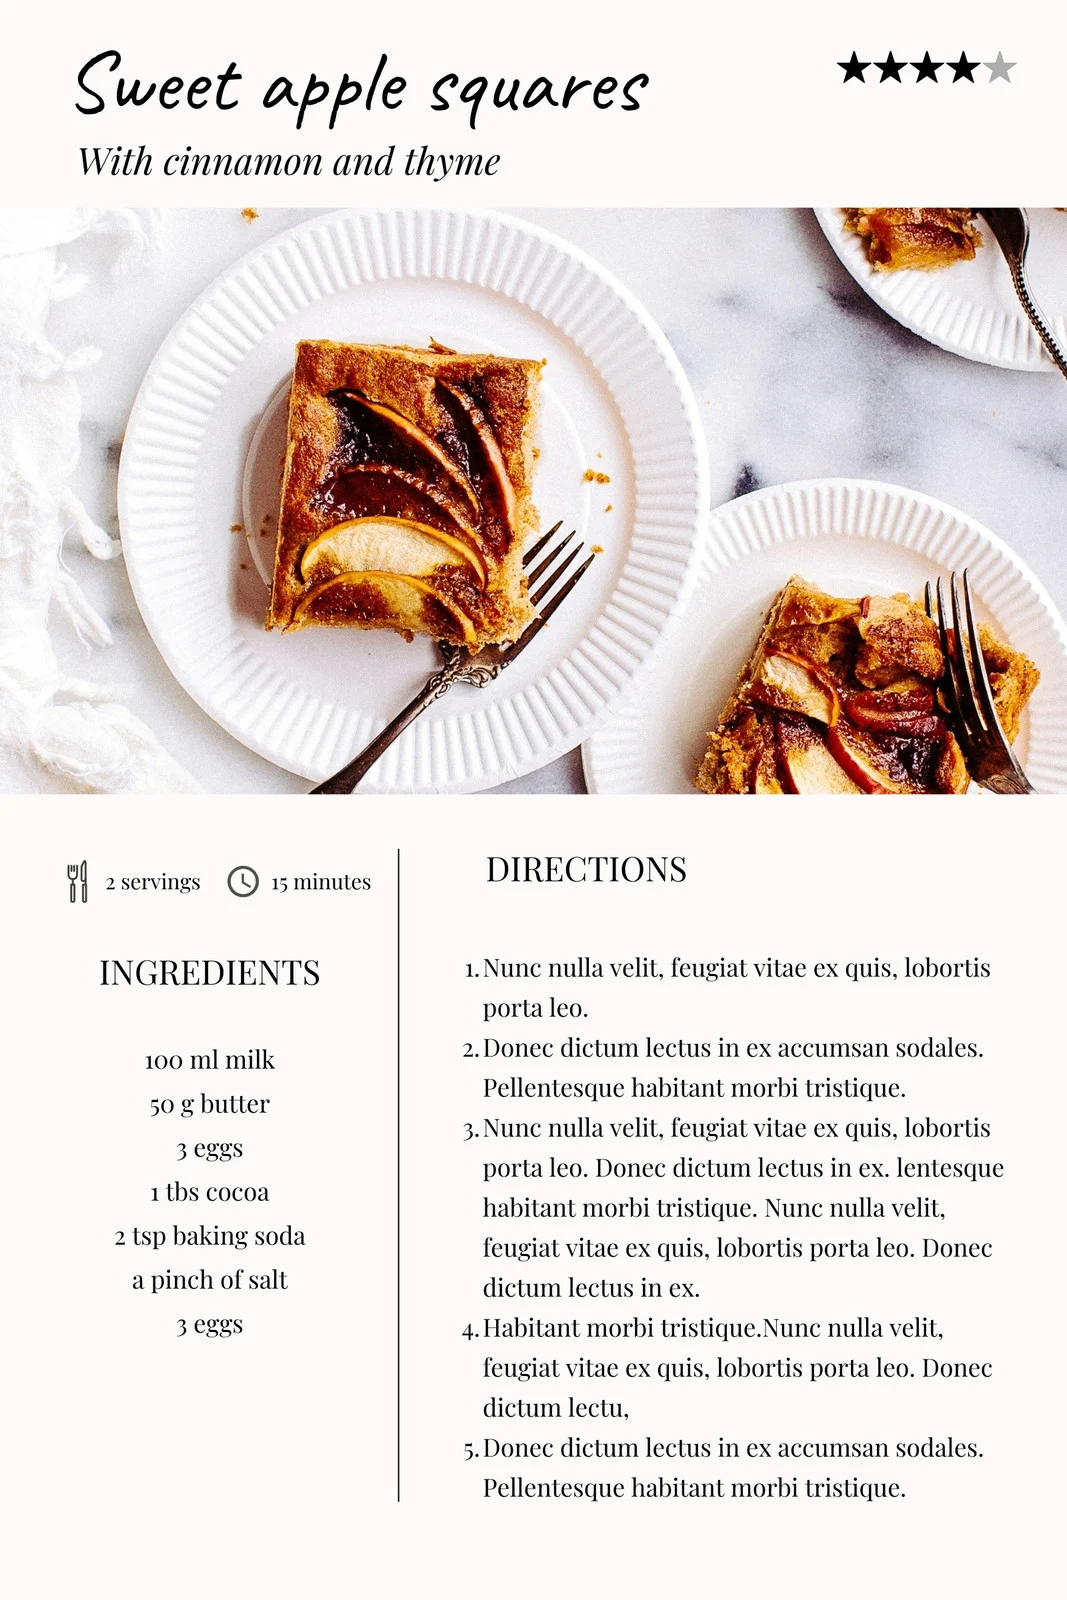 Sweet apple squares
With cinnamon and thyme
2 servings
15 minutes
INGREDIENTS
100 ml milk
50 g butter
3 eggs
1 tbs cocoa
2 tsp baking soda
a pinch of salt
3 eggs
DIRECTIONS
1. Nunc nulla velit, feugiat vitae ex quis, lobortis
porta leo.
2. Donec dictum lectus in ex accumsan sodales.
Pellentesque habitant morbi tristique.
3. Nunc nulla velit, feugiat vitae ex quis, lobortis
porta leo. Donec dictum lectus in ex. lentesque
habitant morbi tristique. Nunc nulla velit,
feugiat vitae ex quis, lobortis porta leo. Donec
dictum lectus in ex.
4. Habitant morbi tristique.Nunc nulla velit,
feugiat vitae ex quis, lobortis porta leo. Donec
dictum lectu,
5. Donec dictum lectus in ex accumsan sodales.
Pellentesque habitant morbi tristique.